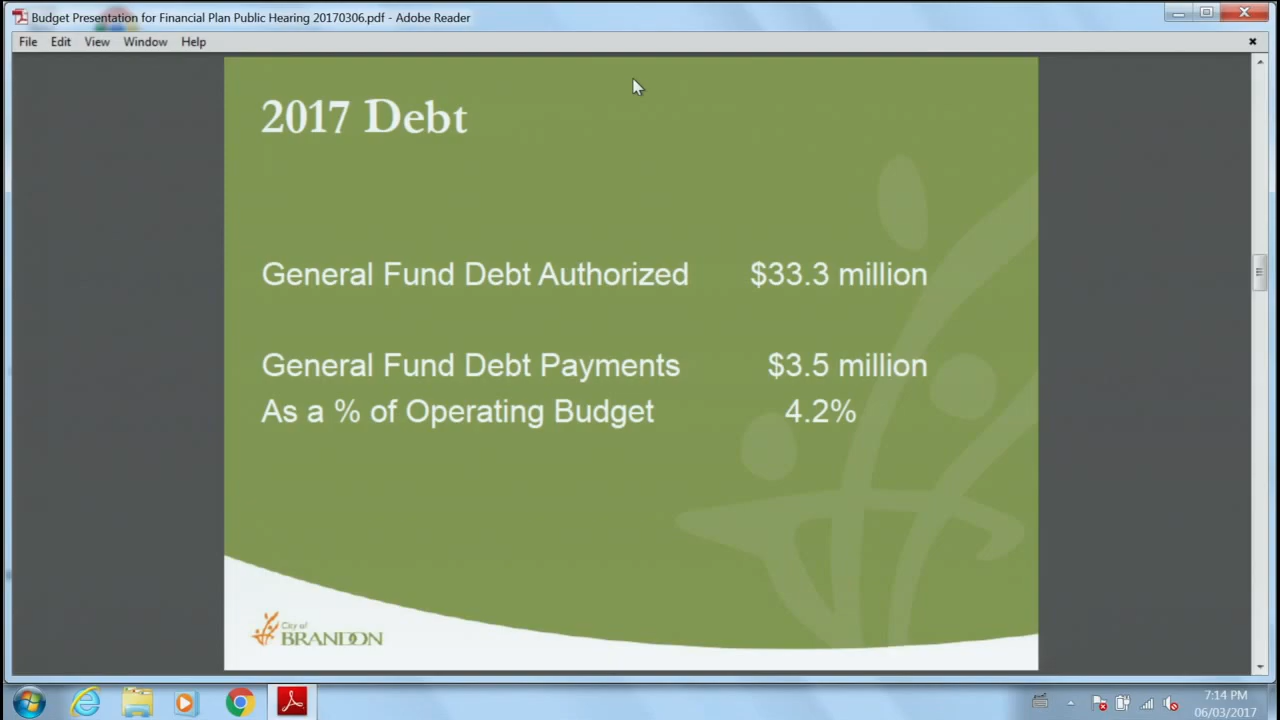 Budget Presentation for Financial Plan Public Hearing 20170306.pdf - Adobe Reader
File Edit View Window Help
2017 Debt
General Fund Debt Authorized $33.3 million
General Fund Debt Payments $3.5 million
As a % of Operating Budget 4.2%
City of
BRANDON
7:14 PM
06/03/2017